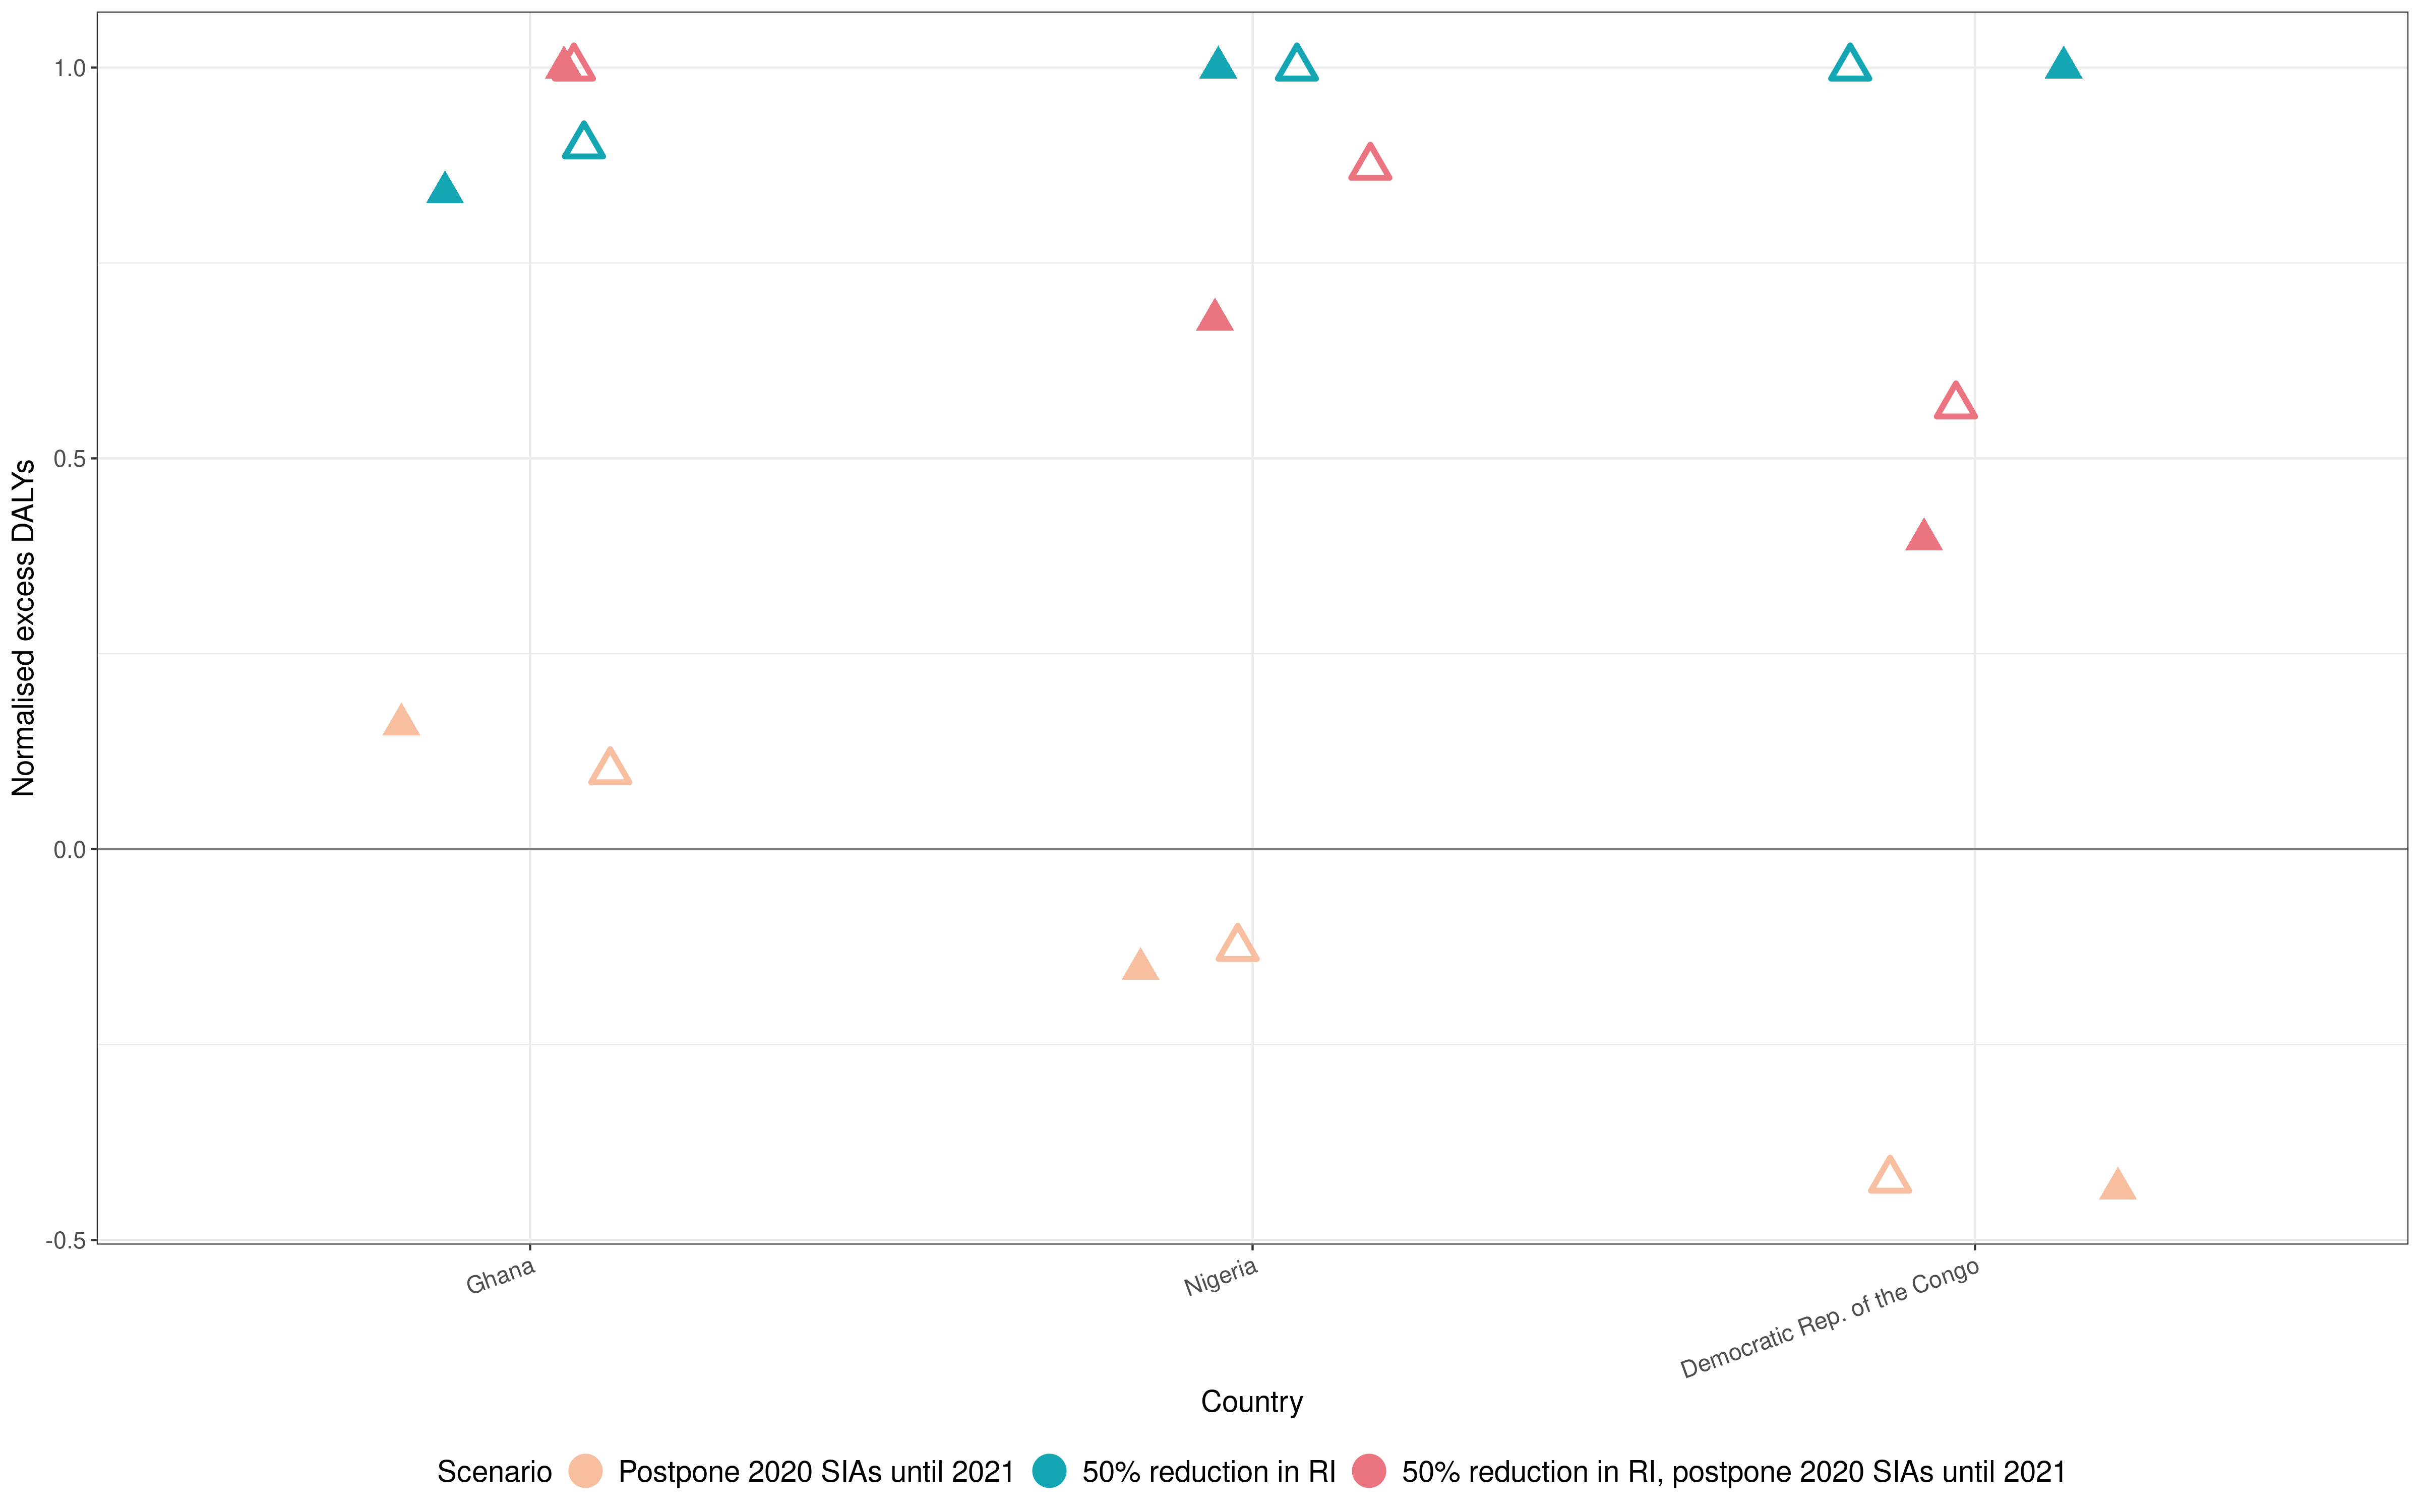 Normalised excess DALYs
1.0
0.5
0.0
-0.5
Ghana
Nigeria
Democratic Rep. of the Congo
Country
Scenario Postpone 2020 SIAs until 2021 50% reduction in RI 50% reduction in RI, postpone 2020 SIAs until 2021